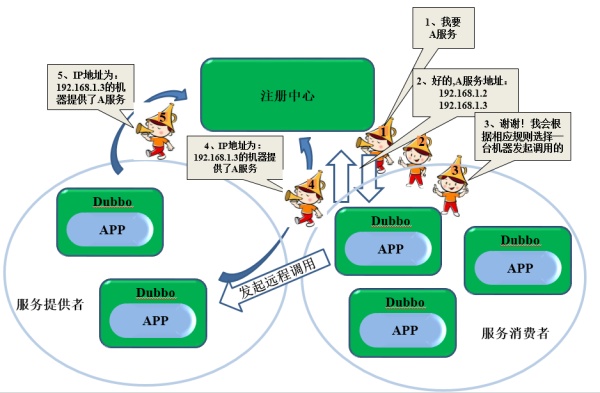 1、我要
A服务
5、IP地址为：
192.168.1.3的机
器提供了A服务
注册中心
2、好的,A服务地址：
192.168.1.2
192.168.1.3
3、谢谢！我会根
据相应规则选择一
台机器发起调用的
4、IP地址为：
192.168.1.3的机器提
供了A服务
5
1
2
3
4
Dubbo
APP
Dubbo
APP
服务提供者
发起远程调用
Dubbo
APP
Dubbo
APP
Dubbo
APP
服务消费者